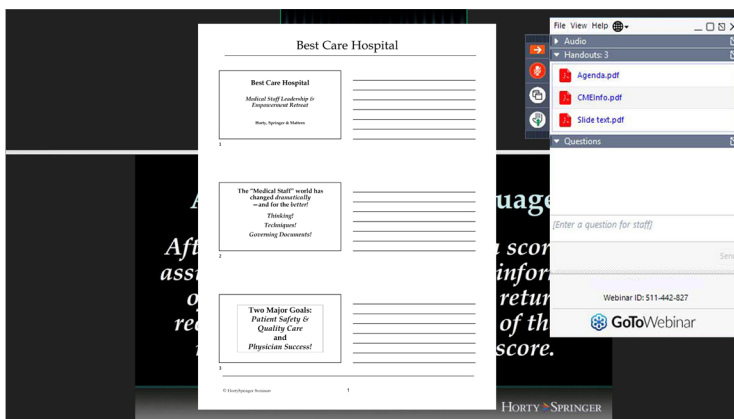 Best Care Hospital
Best Care Hospital
Medical Staff Leadership &
Empowerment Retreat
Horty, Springer & Mattern
1
The "Medical Staff" world has
changed dramatically
—and for the better!
Thinking!
Techniques!
Governing Documents!
2
Two Major Goals:
Patient Safety &
Quality Care
and
Physician Success!
3
© HortySpringer Seminars
1
A
uage
Aft
a scor
assi
infor
o
retur
re
of th
score.
HORTY SPRINGER
File View Help
Audio
Handouts: 3
Agenda.pdf
CMEInfo.pdf
Slide text.pdf
Questions
[Enter a question for staff]
Send
Webinar ID: 511-442-827
GoToWebinar